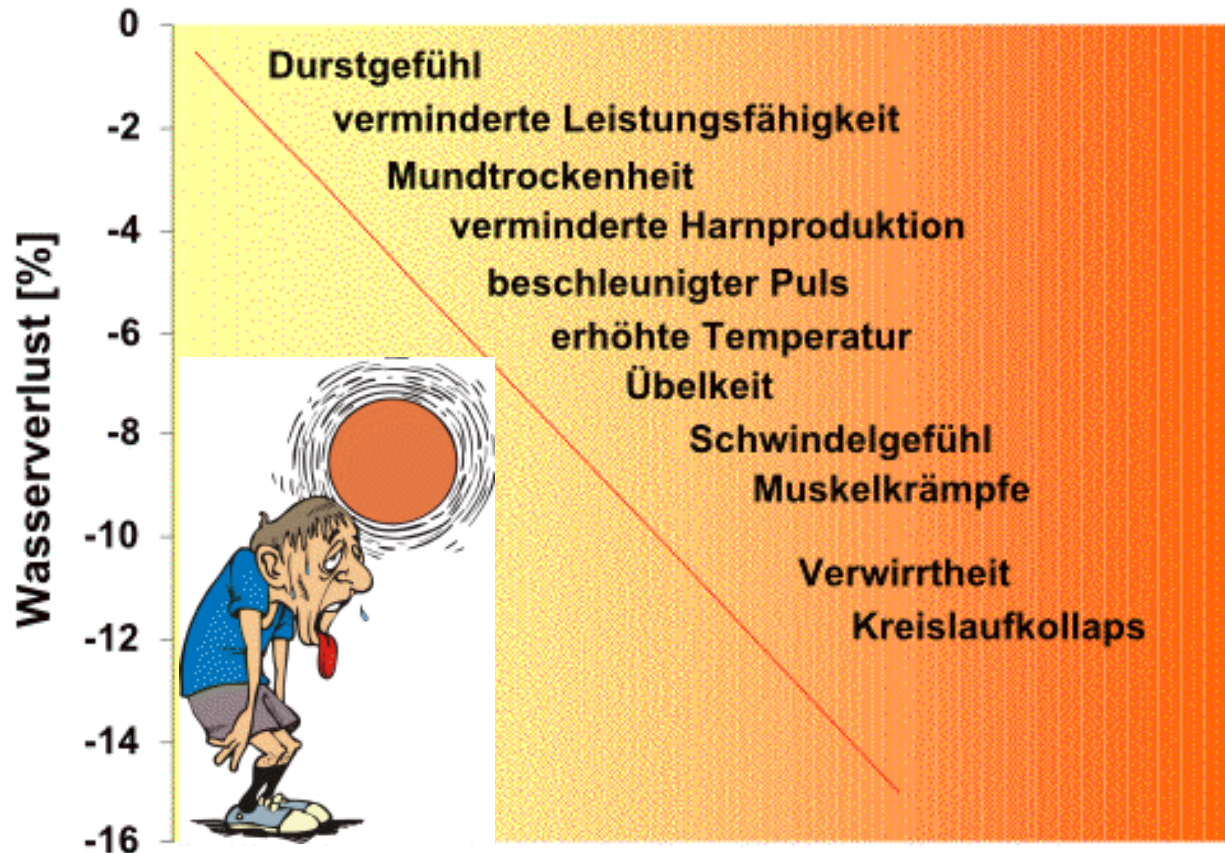 0
Durstgefühl
verminderte Leistungsfähigkeit
-2
Mundtrockenheit
verminderte Harnproduktion
-4
beschleunigter Puls
erhöhte Temperatur
-6
Übelkeit
Schwindelgefühl
-8
Muskelkrämpfe
-10
Verwirrtheit
Kreislaufkollaps
-12
-14
-16
Wasserverlust [%]